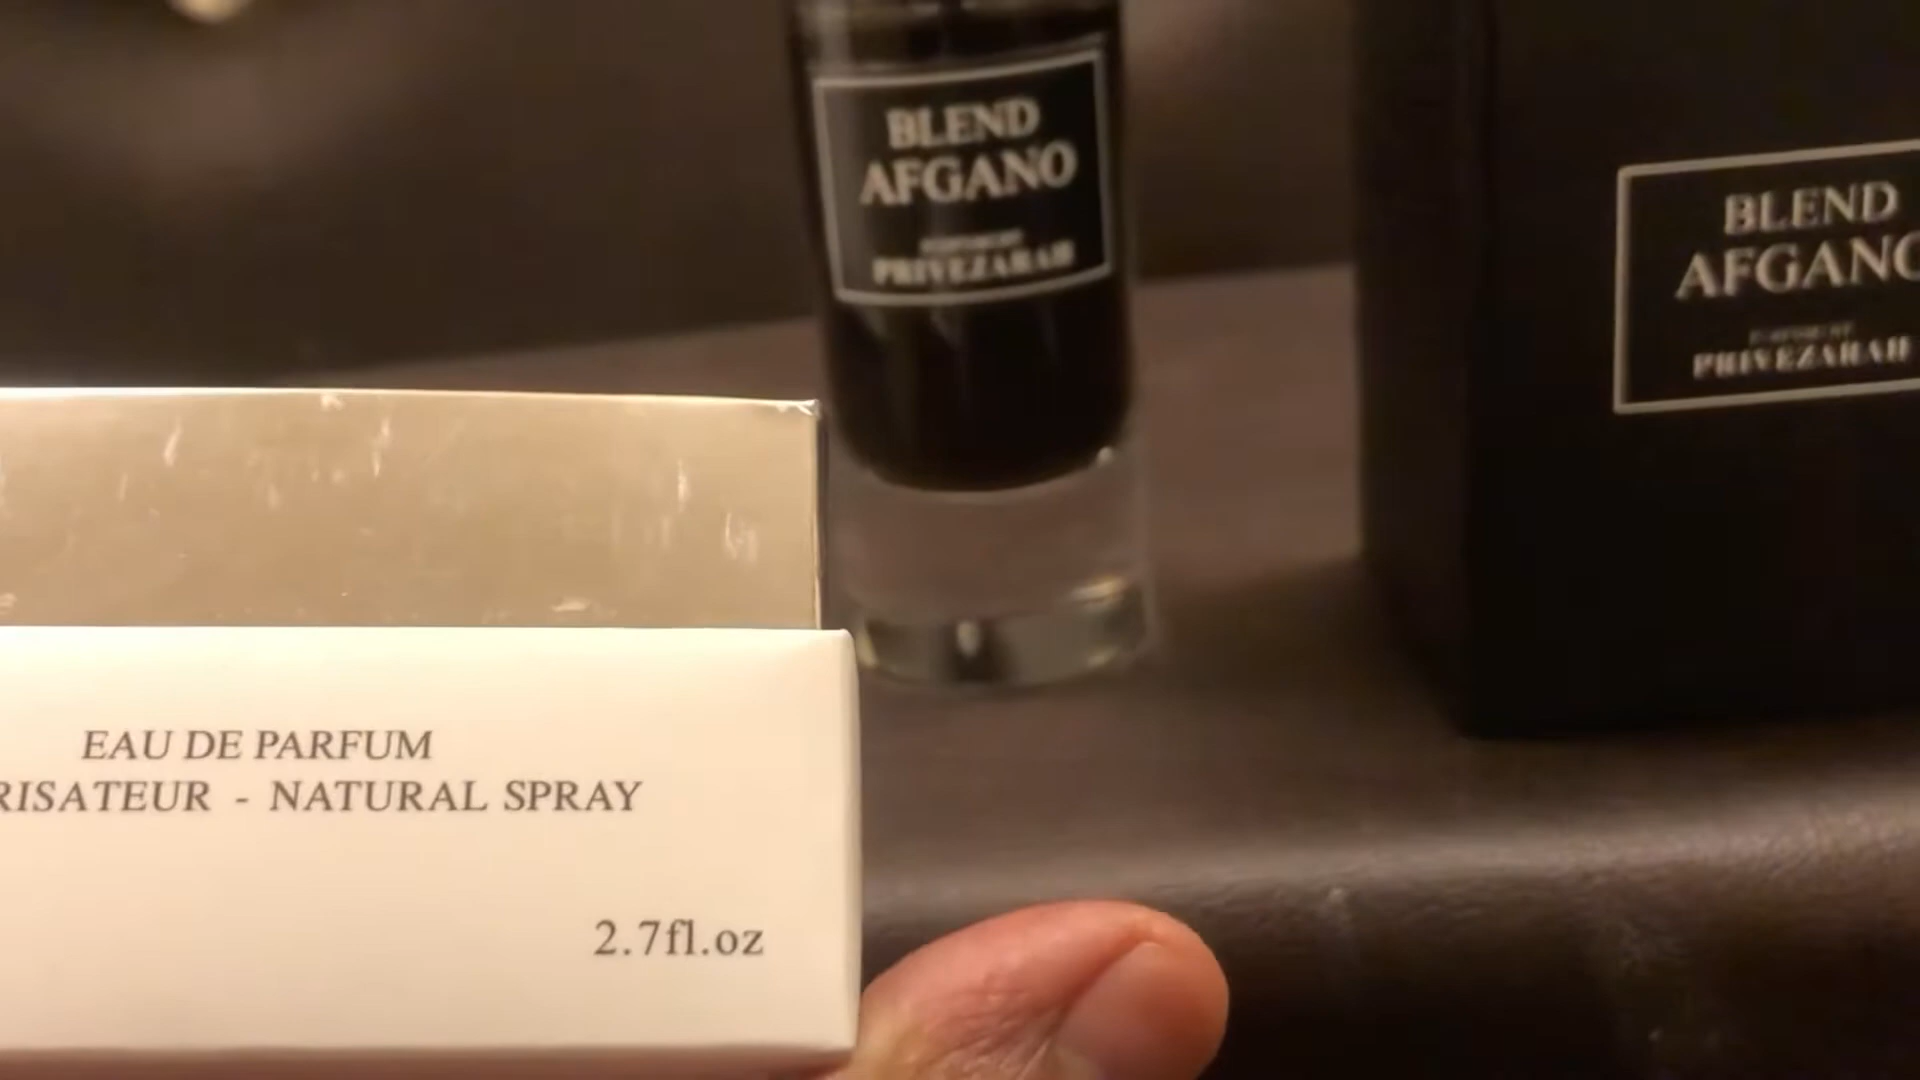 BLEND
AFGANO
PRIVEZARAH
BLEND
AFGANO
PRIVEZARAH
EAU DE PARFUM
RISATEUR - NATURAL SPRAY
2.7fl.oz